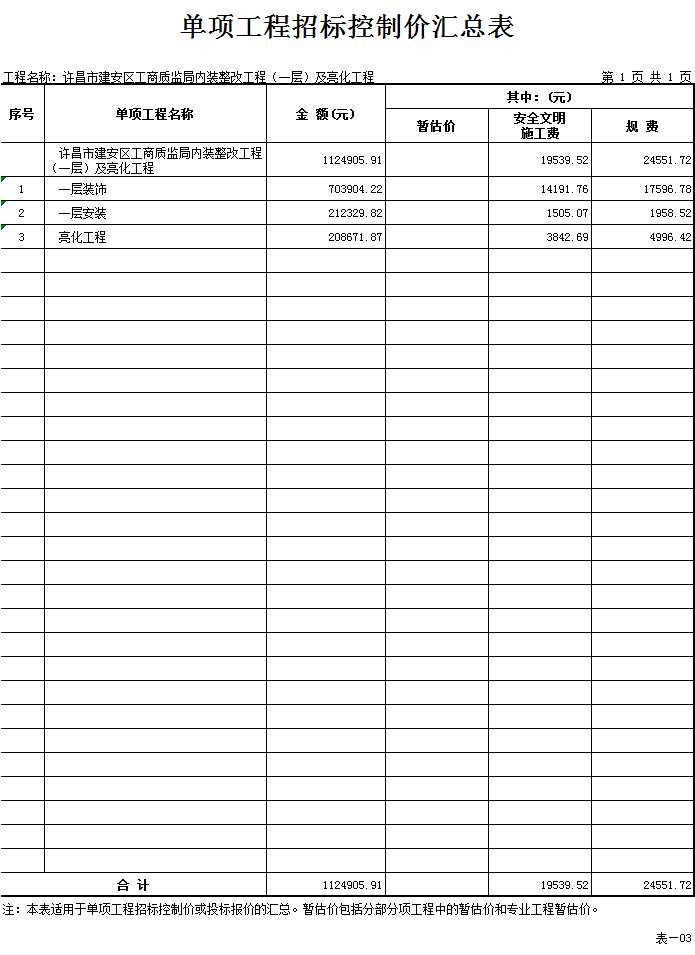 单项工程招标控制价汇总表
工程名称：许昌市建安区工商质监局内装整改工程（一层）及亮化工程 第 1 页 共 1 页
序号 单项工程名称 金 额(元) 其中：(元)
暂估价 安全文明施工费 规 费
许昌市建安区工商质监局内装整改工程（一层）及亮化工程 1124905.91 19539.52 24551.72
1 一层装饰 703904.22 14191.76 17596.78
2 一层安装 212329.82 1505.07 1958.52
3 亮化工程 208671.87 3842.69 4996.42
合 计 1124905.91 19539.52 24551.72
注：本表适用于单项工程招标控制价或投标报价的汇总。暂估价包括分部分项工程中的暂估价和专业工程暂估价。
表—03